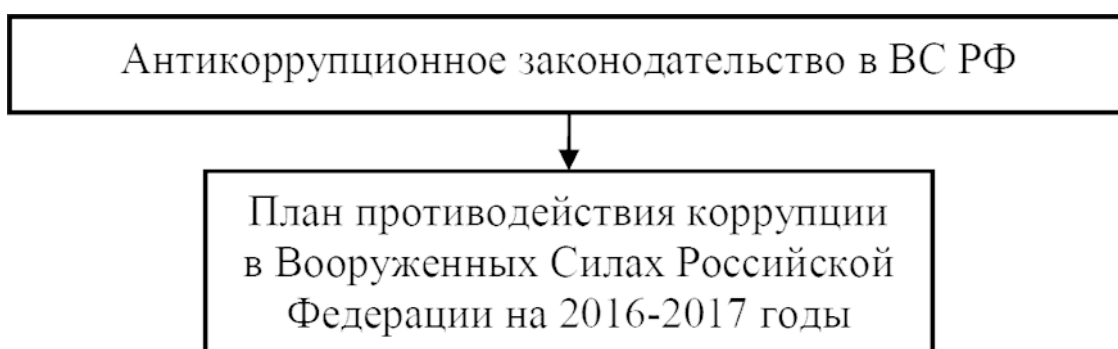 Антикоррупционное законодательство в ВС РФ
План противодействия коррупции
в Вооруженных Силах Российской
Федерации на 2016-2017 годы